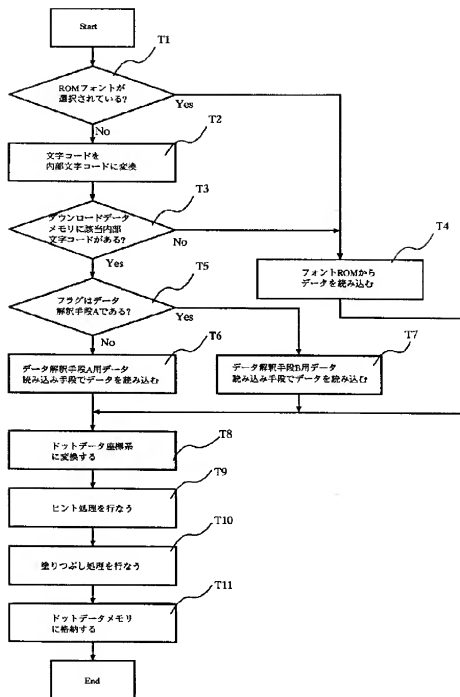 Start
T1
ROMフォントが
選択されている?
Yes
No
T2
文字コードを
内部文字コードに変換
T3
ダウンロードデータ
メモリに該当内部
文字コードがある?
No
Yes
T4
フォントROMから
データを読み込む
T5
フラグはデータ
解釈手段Aである?
Yes
No
T6
データ解釈手段A用データ
読み込み手段でデータを読み込む
T7
データ解釈手段B用データ
読み込み手段でデータを読み込む
T8
ドットデータ座標系
に変換する
T9
ヒント処理を行なう
T10
塗りつぶし処理を行なう
T11
ドットデータメモリ
に格納する
End